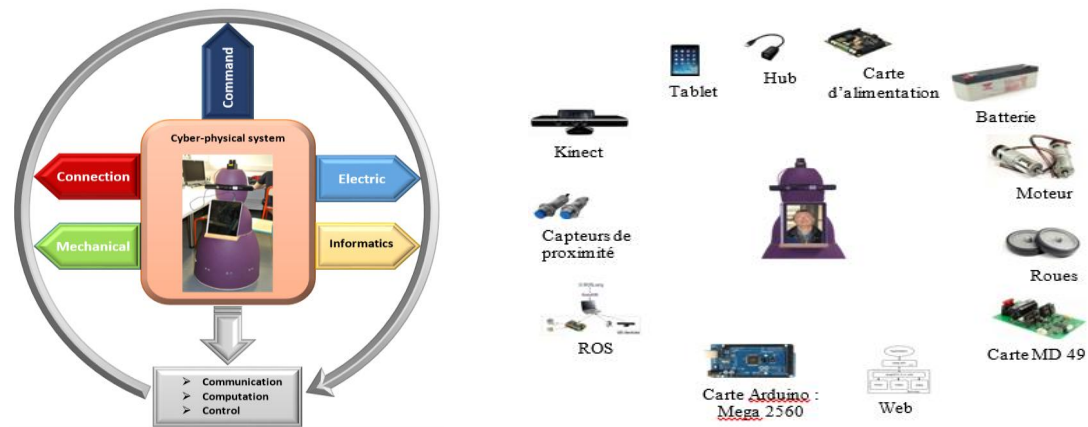 Command
Cyber-physical system
Connection
Electric
Mechanical
Informatics
Communication
Computation
Control
Tablet
Hub
Carte
d'alimentation
Batterie
Kinect
Moteur
Capteurs de
proximité
Roues
ROS
Carte MD 49
Carte Arduino :
Mega 2560
Web